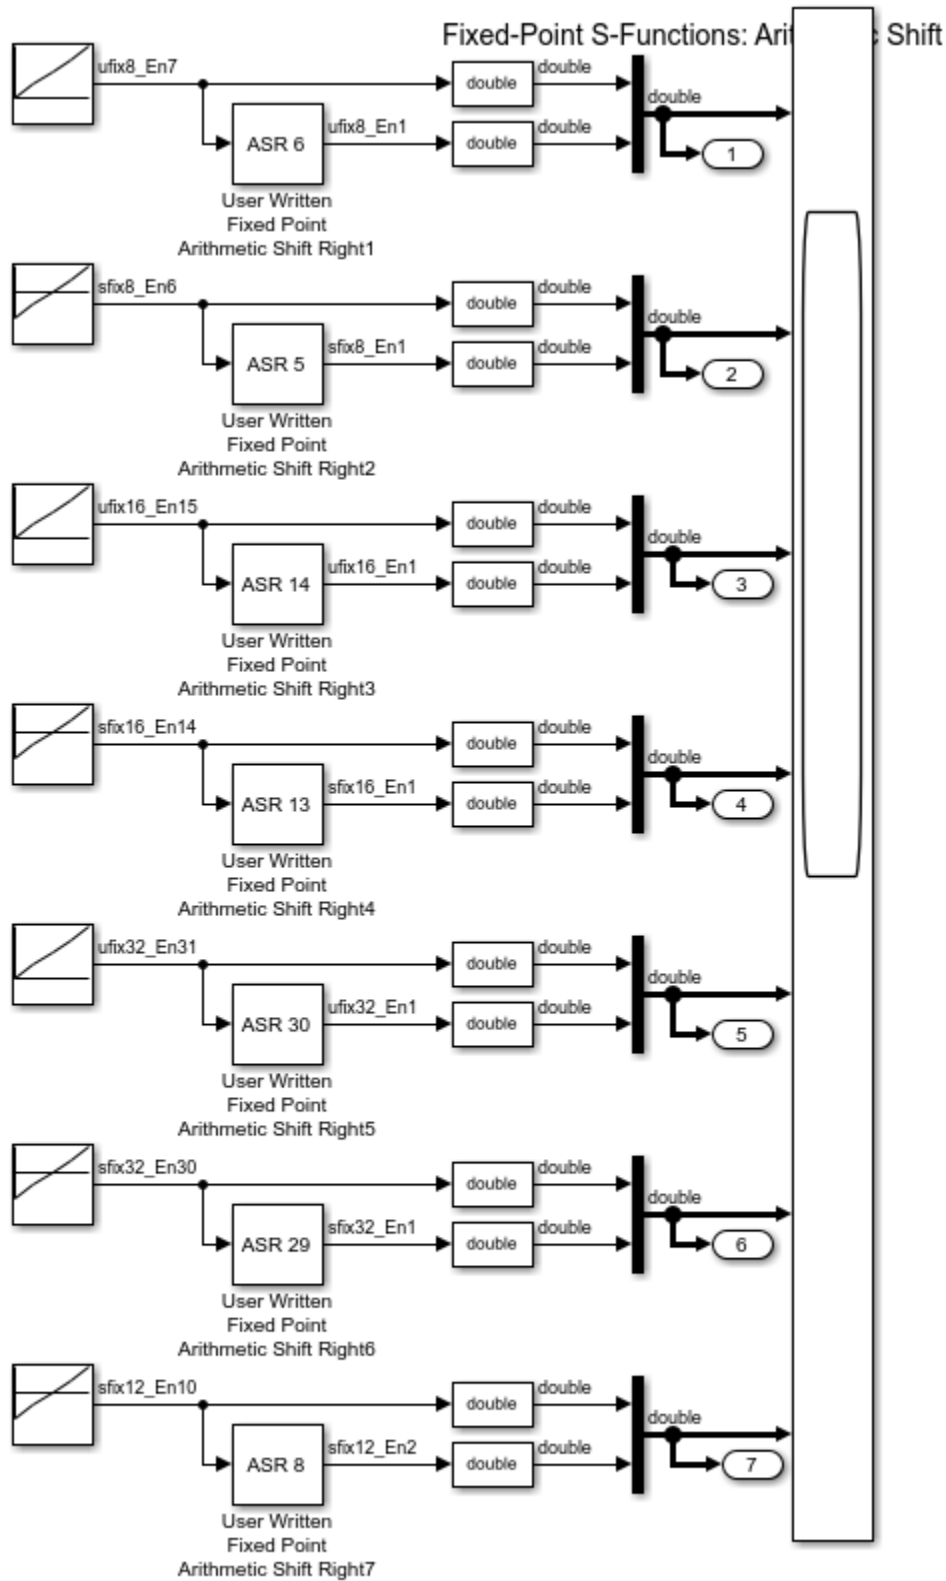 Fixed-Point S-Functions: Ari c Shift
ufix8_En7
double
double
double
ASR 6
ufix8_En1
double
double
1
User Written
Fixed Point
Arithmetic Shift Right1
sfix8_En6
double
double
double
ASR 5
sfix8_En1
double
double
2
User Written
Fixed Point
Arithmetic Shift Right2
ufix16_En15
double
double
double
ASR 14
ufix16_En1
double
double
3
User Written
Fixed Point
Arithmetic Shift Right3
sfix16_En14
double
double
double
ASR 13
sfix16_En1
double
double
4
User Written
Fixed Point
Arithmetic Shift Right4
ufix32_En31
double
double
double
ASR 30
ufix32_En1
double
double
5
User Written
Fixed Point
Arithmetic Shift Right5
sfix32_En30
double
double
double
ASR 29
sfix32_En1
double
double
6
User Written
Fixed Point
Arithmetic Shift Right6
sfix12_En10
double
double
double
ASR 8
sfix12_En2
double
double
7
User Written
Fixed Point
Arithmetic Shift Right7